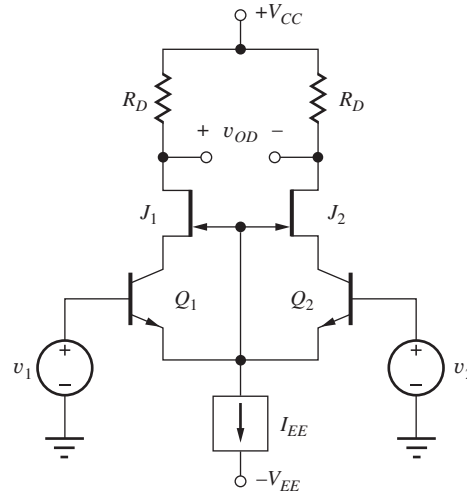 +V_CC
R_D
R_D
+ v_OD −
J_1
J_2
Q_1
Q_2
v_1
+
−
+
−
I_EE
−V_EE